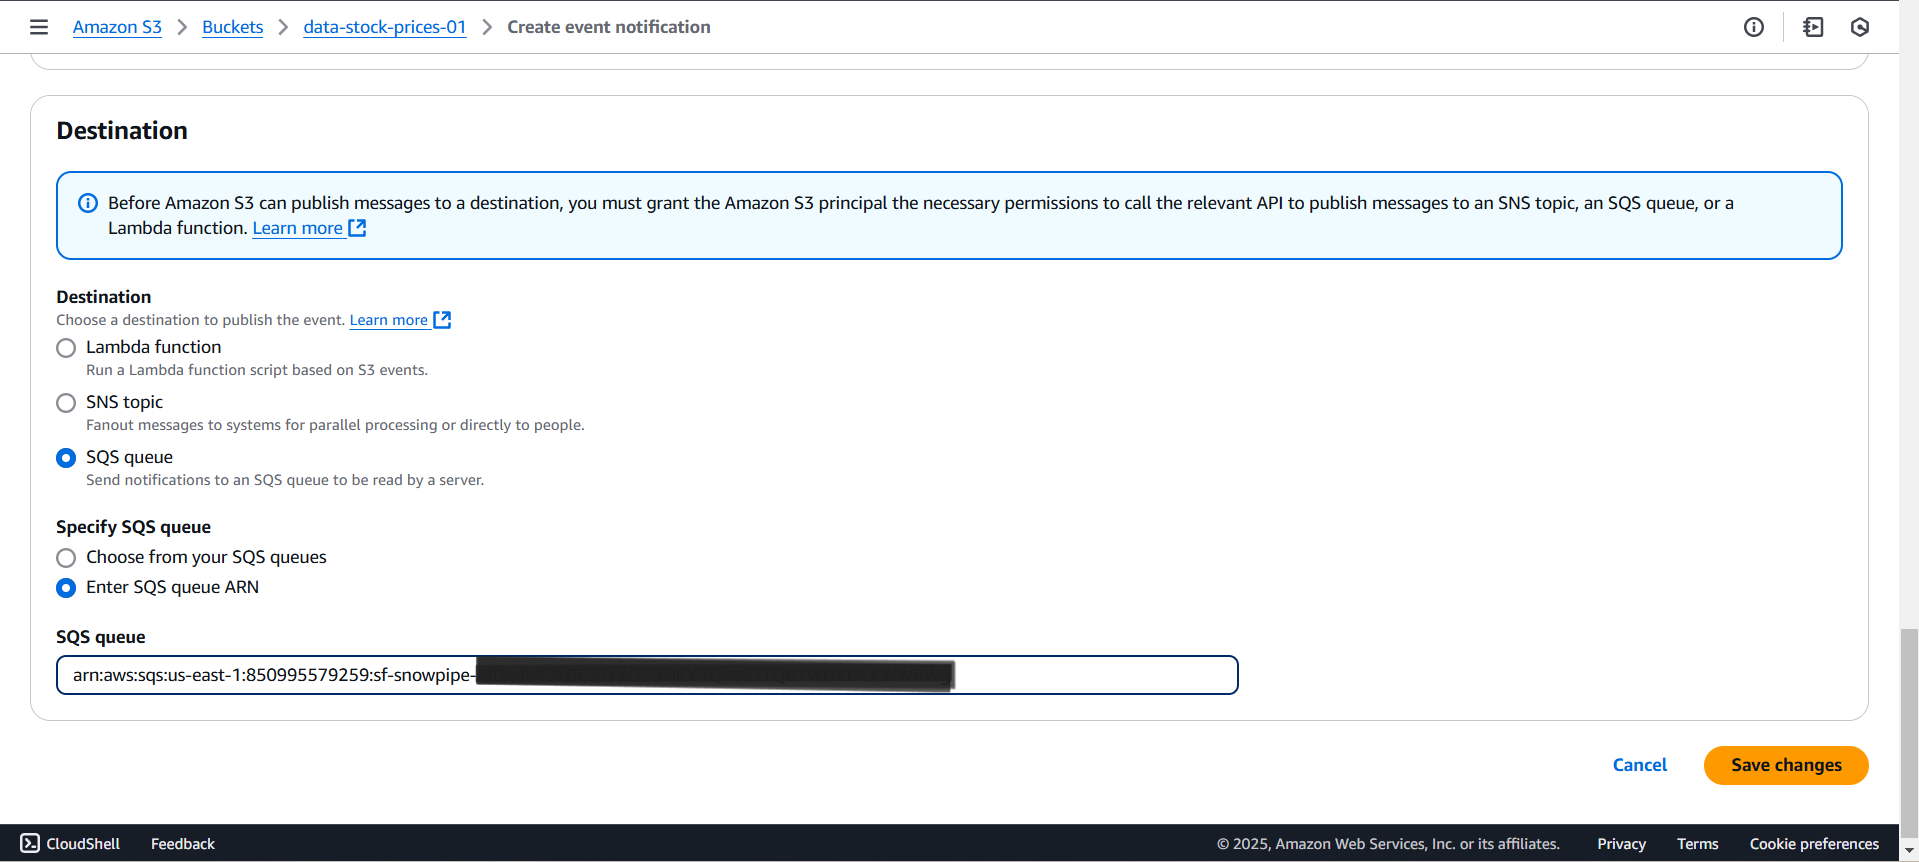 Amazon S3 > Buckets > data-stock-prices-01 > Create event notification
Destination
Before Amazon S3 can publish messages to a destination, you must grant the Amazon S3 principal the necessary permissions to call the relevant API to publish messages to an SNS topic, an SQS queue, or a
Lambda function. Learn more
Destination
Choose a destination to publish the event. Learn more
Lambda function
Run a Lambda function script based on S3 events.
SNS topic
Fanout messages to systems for parallel processing or directly to people.
SQS queue
Send notifications to an SQS queue to be read by a server.
Specify SQS queue
Choose from your SQS queues
Enter SQS queue ARN
SQS queue
arn:aws:sqs:us-east-1:850995579259:sf-snowpipe-
Cancel
Save changes
CloudShell Feedback © 2025, Amazon Web Services, Inc. or its affiliates. Privacy Terms Cookie preferences